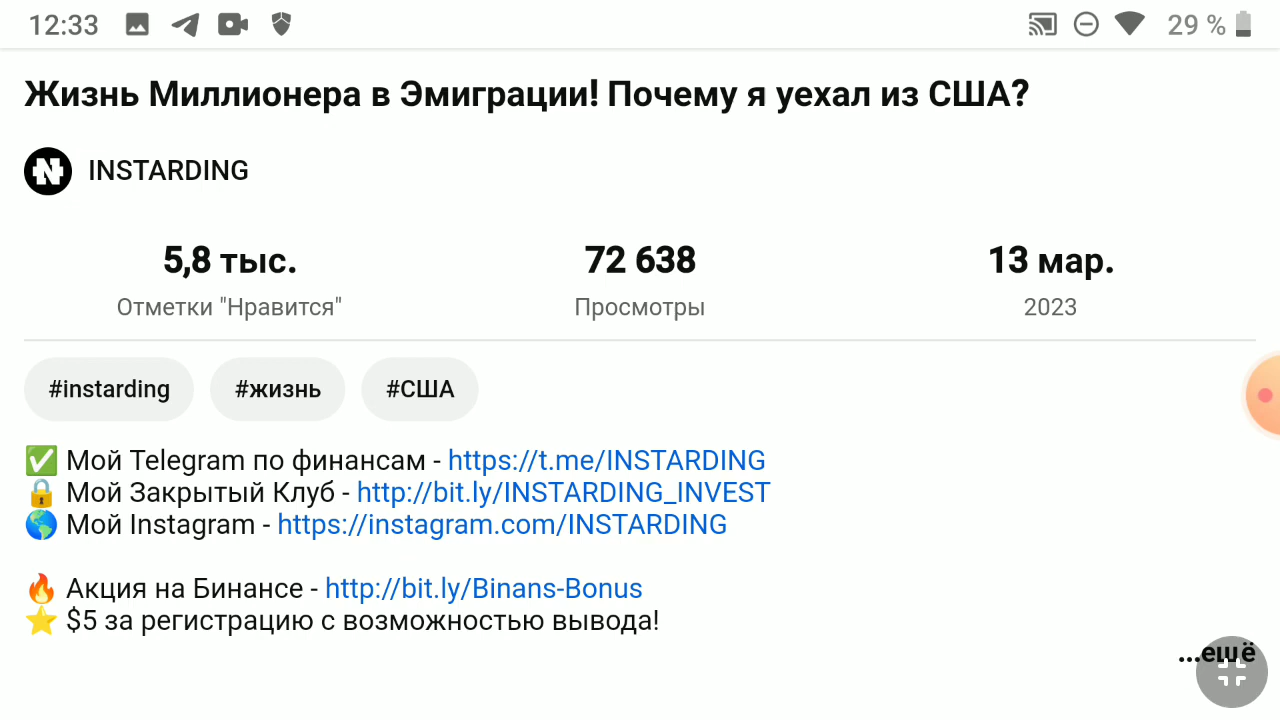 12:33
29 %
Жизнь Миллионера в Эмиграции! Почему я уехал из США?
INSTARDING
5,8 тыс. 72 638 13 мар.
Отметки "Нравится" Просмотры 2023
#instarding #жизнь #США
✅ Мой Telegram по финансам - https://t.me/INSTARDING
🔒 Мой Закрытый Клуб - http://bit.ly/INSTARDING_INVEST
🌎 Мой Instagram - https://instagram.com/INSTARDING
🔥 Акция на Бинансе - http://bit.ly/Binans-Bonus
⭐ $5 за регистрацию с возможностью вывода!
...ещё